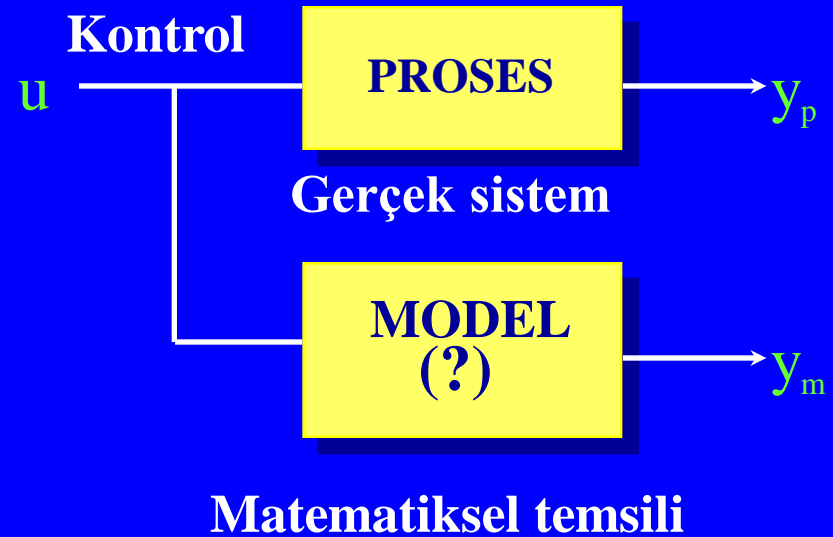 Kontrol
u
PROSES
yp
Gerçek sistem
MODEL
(?)
ym
Matematiksel temsili